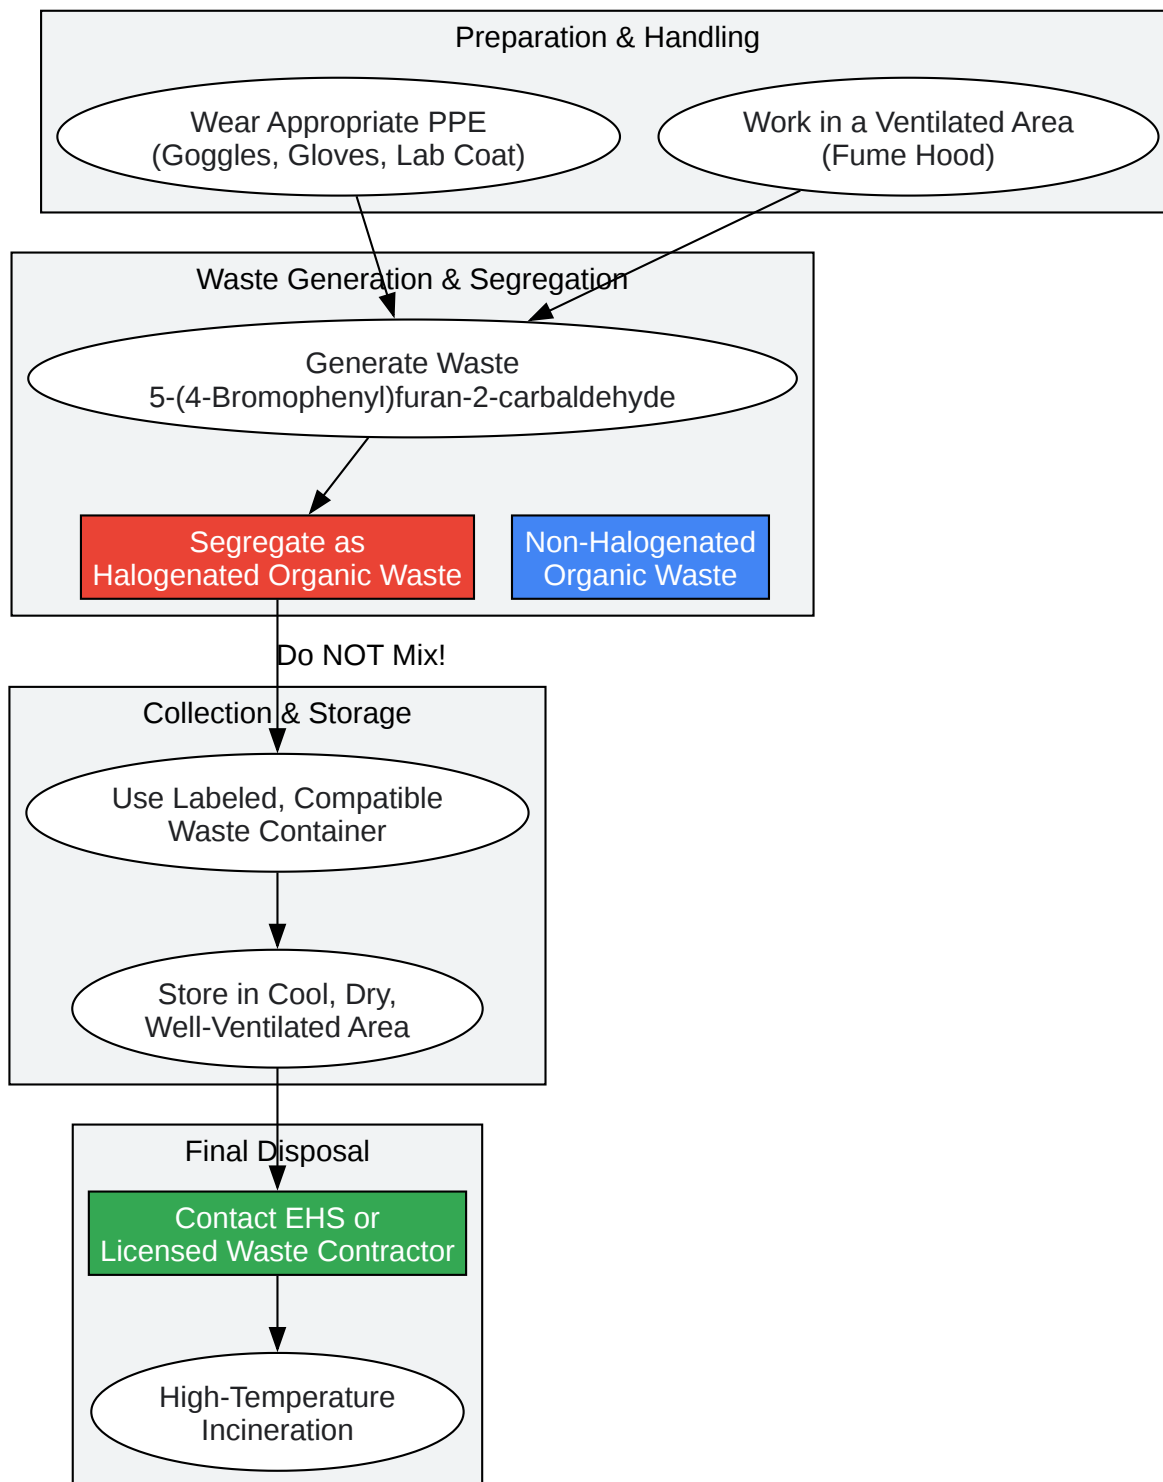 Preparation & Handling
Wear Appropriate PPE
(Goggles, Gloves, Lab Coat)
Work in a Ventilated Area
(Fume Hood)
Waste Generation & Segregation
Generate Waste
5-(4-Bromophenyl)furan-2-carbaldehyde
Segregate as
Halogenated Organic Waste
Non-Halogenated
Organic Waste
Do NOT Mix!
Collection & Storage
Use Labeled, Compatible
Waste Container
Store in Cool, Dry,
Well-Ventilated Area
Final Disposal
Contact EHS or
Licensed Waste Contractor
High-Temperature
Incineration